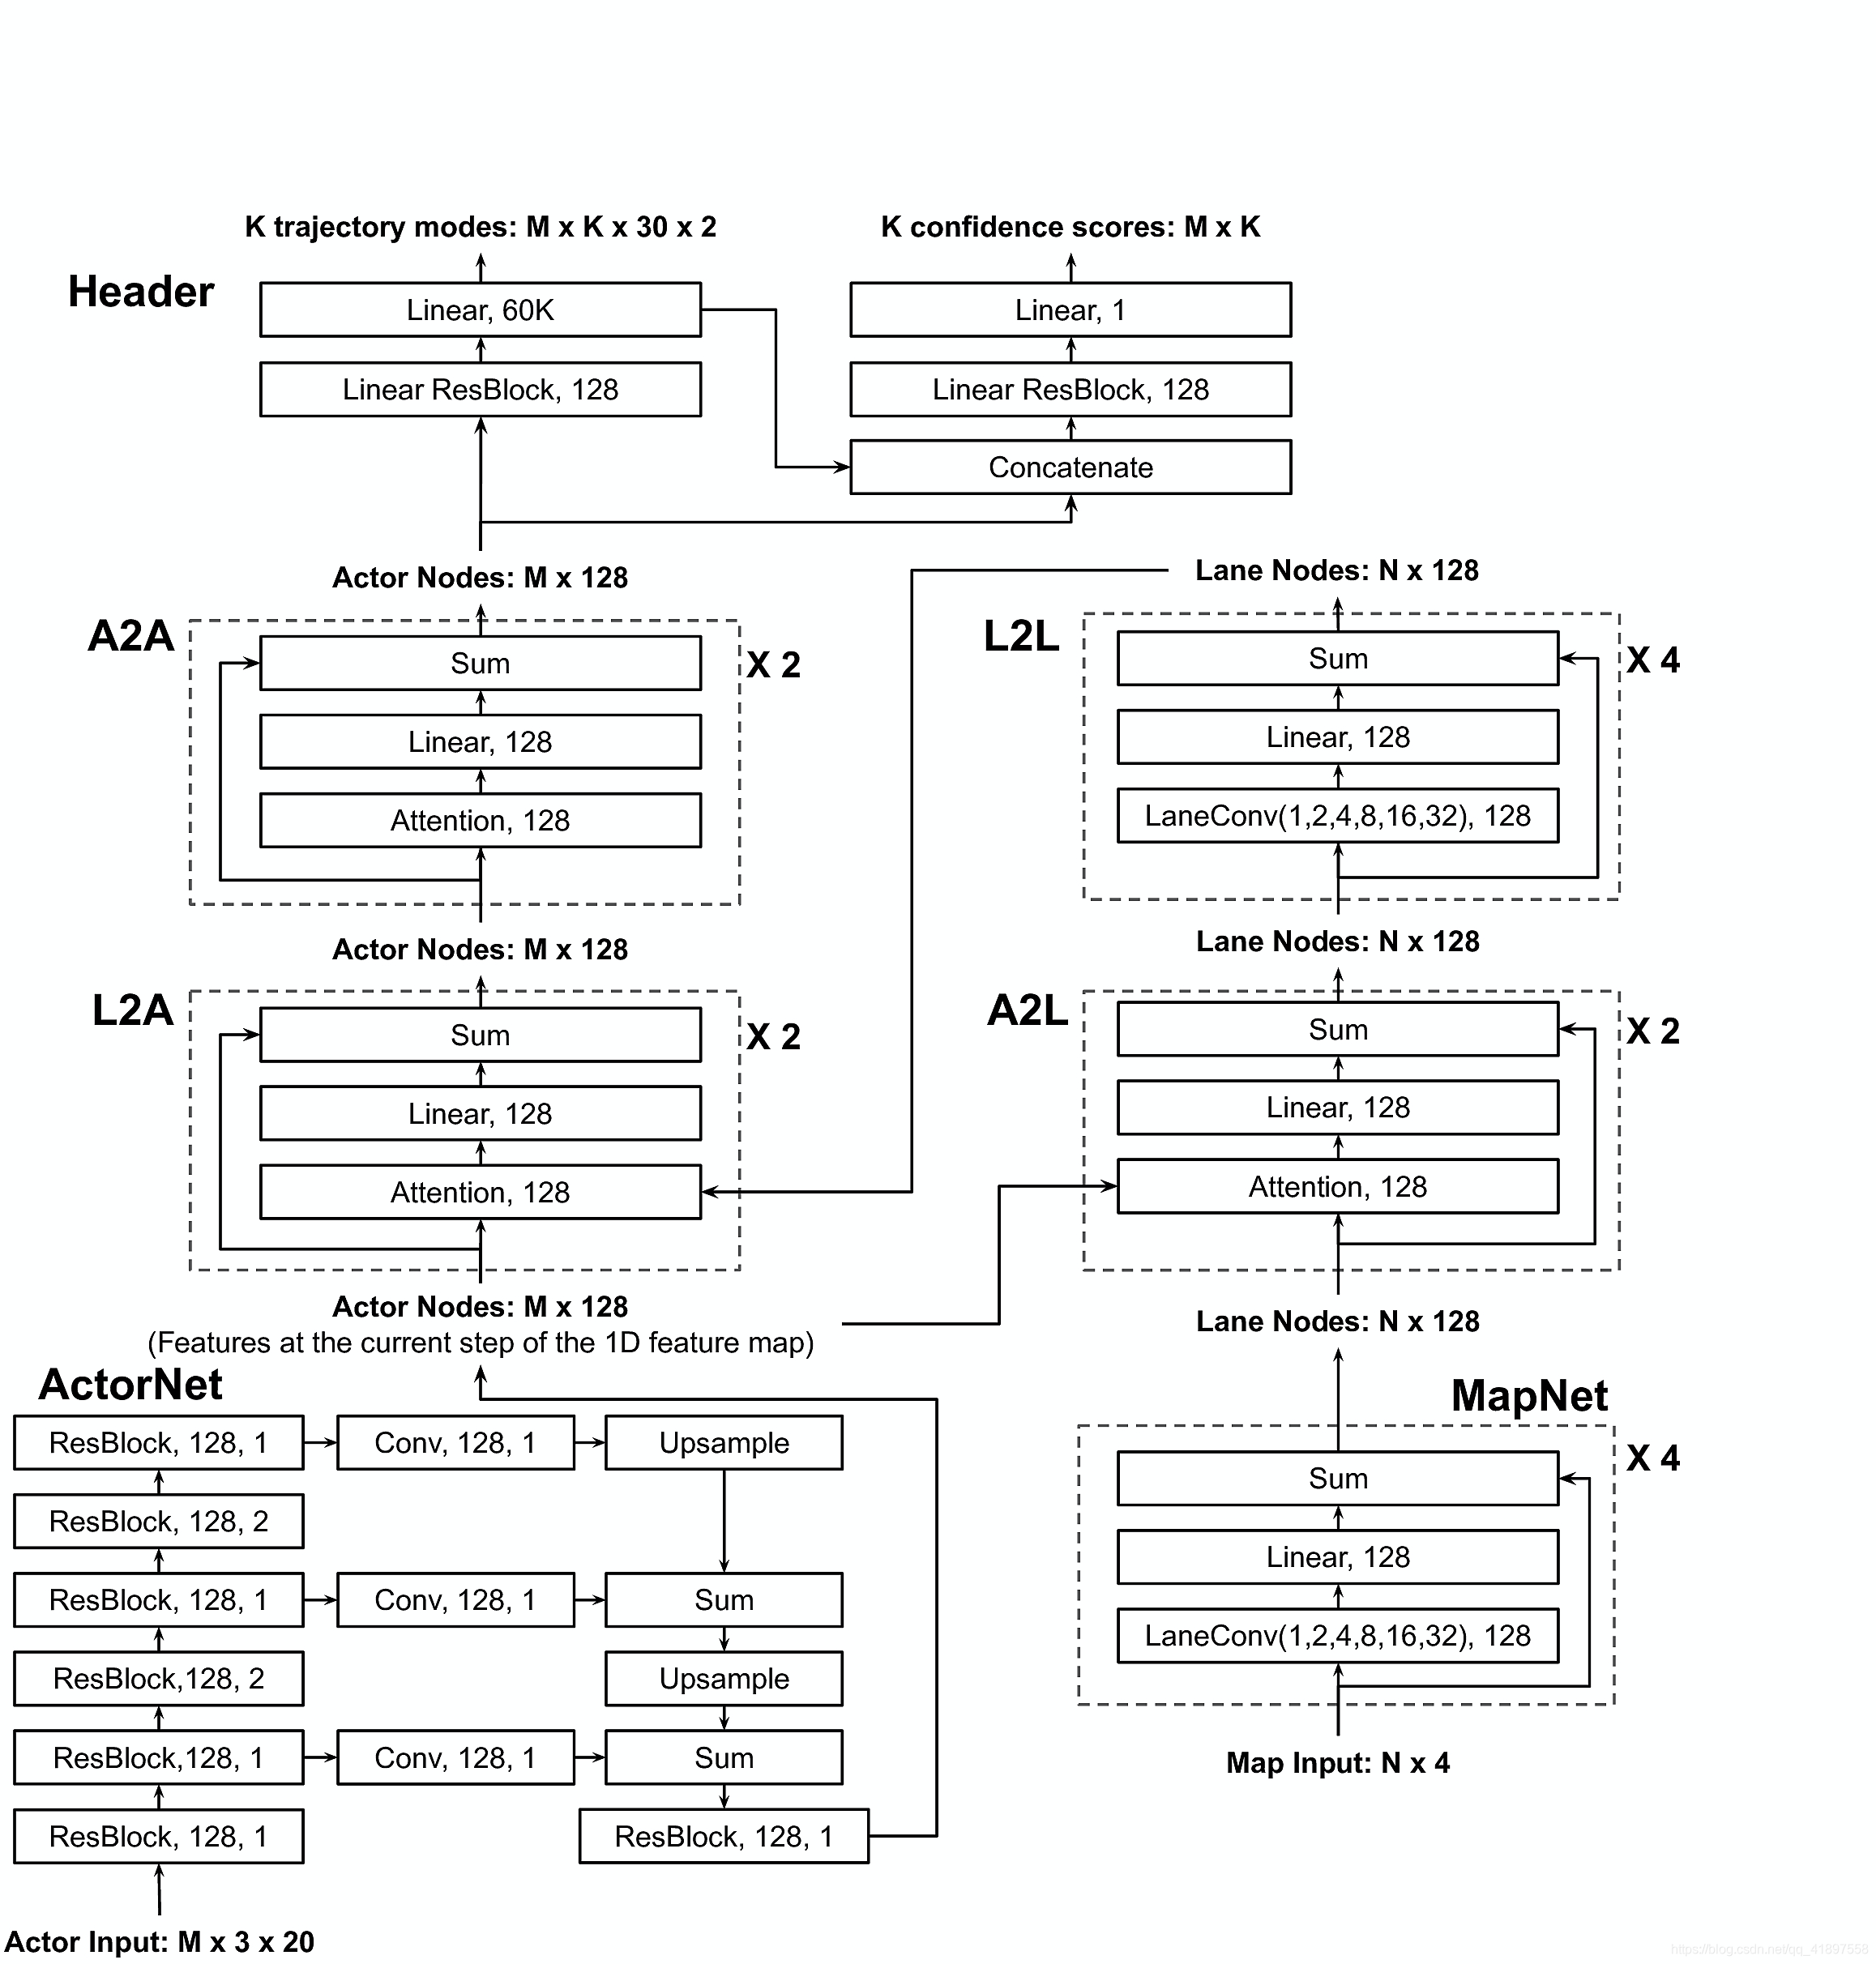 K trajectory modes: M x K x 30 x 2
K confidence scores: M x K
Header
Linear, 60K
Linear, 1
Linear ResBlock, 128
Linear ResBlock, 128
Concatenate
Actor Nodes: M x 128
Lane Nodes: N x 128
A2A
Sum
X 2
Linear, 128
Attention, 128
L2L
Sum
X 4
Linear, 128
LaneConv(1,2,4,8,16,32), 128
Actor Nodes: M x 128
Lane Nodes: N x 128
L2A
Sum
X 2
Linear, 128
Attention, 128
A2L
Sum
X 2
Linear, 128
Attention, 128
Actor Nodes: M x 128
(Features at the current step of the 1D feature map)
Lane Nodes: N x 128
ActorNet
ResBlock, 128, 1
Conv, 128, 1
Upsample
ResBlock, 128, 2
ResBlock, 128, 1
Conv, 128, 1
Sum
ResBlock,128, 2
Upsample
ResBlock,128, 1
Conv, 128, 1
Sum
ResBlock, 128, 1
ResBlock, 128, 1
Actor Input: M x 3 x 20
MapNet
Sum
X 4
Linear, 128
LaneConv(1,2,4,8,16,32), 128
Map Input: N x 4
https://blog.csdn.net/qq_41897558